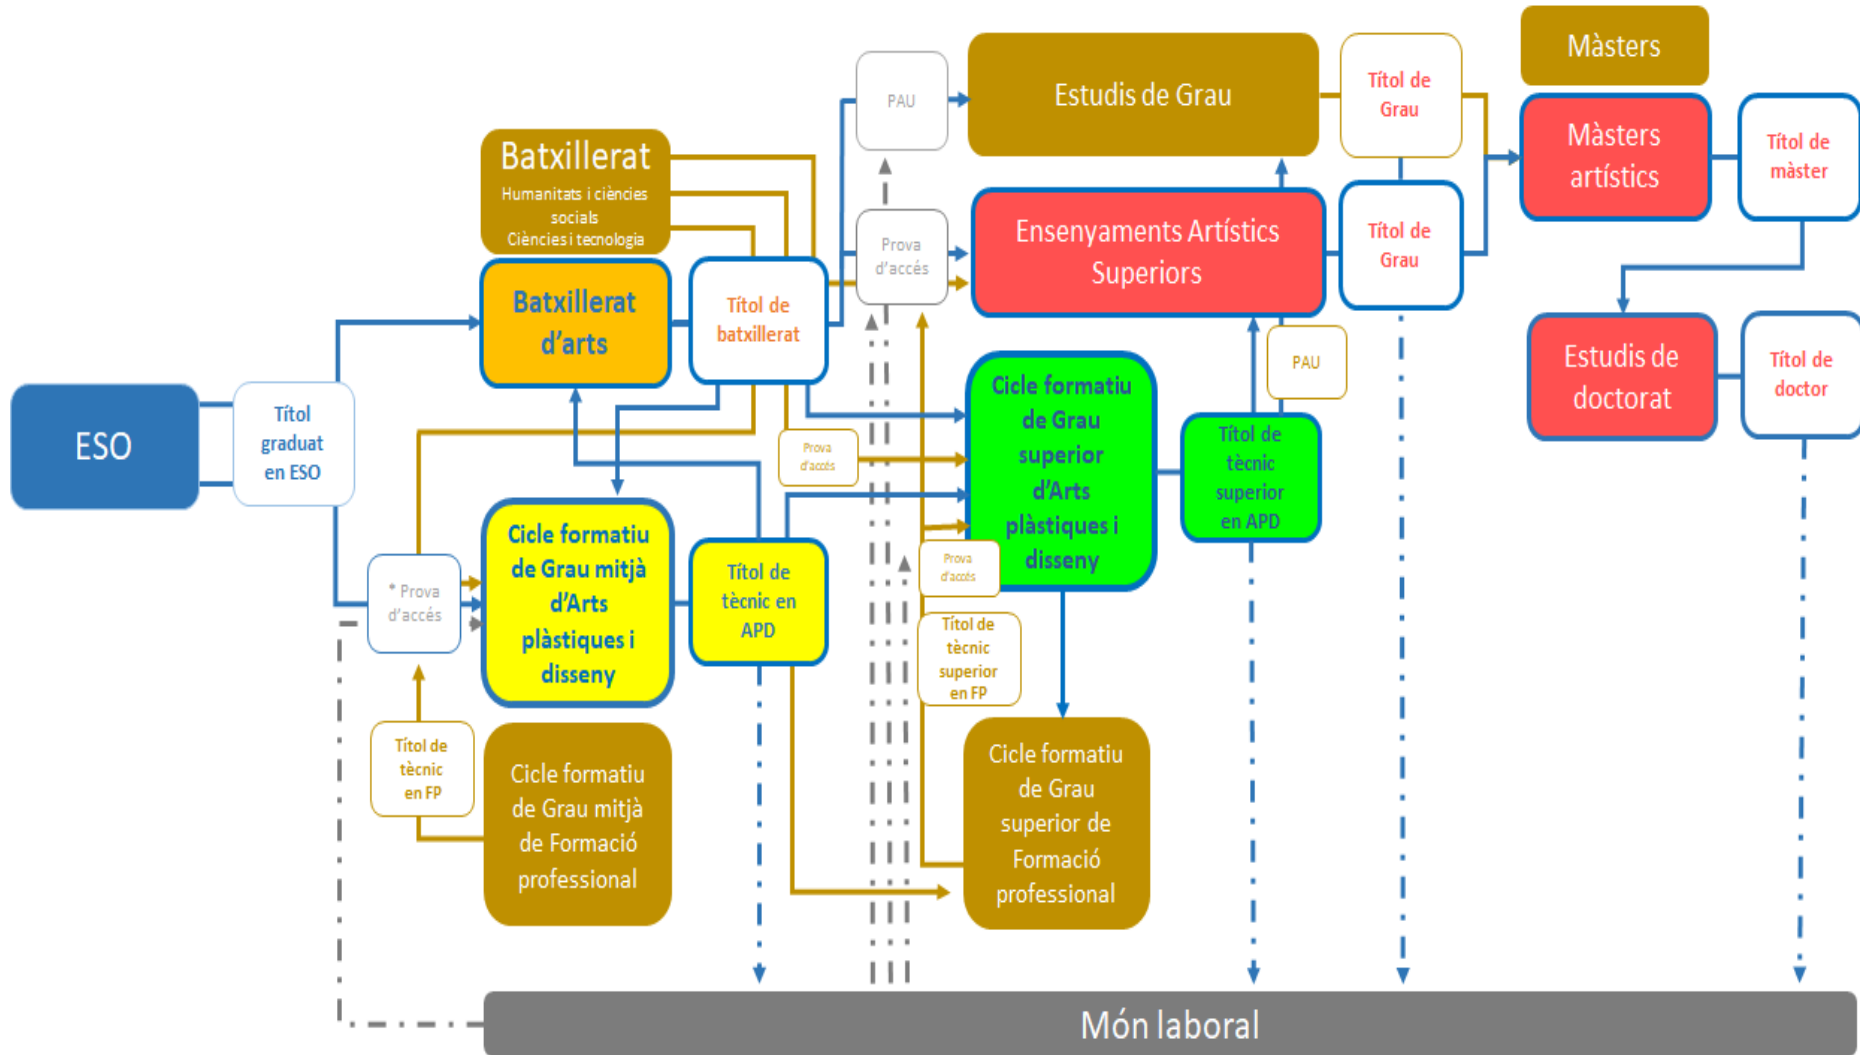 ESO
Títol
graduat
en ESO
Batxillerat
Humanitats i ciències
socials
Ciències i tecnologia
Batxillerat
d'arts
Títol de
batxillerat
* Prova
d'accés
Cicle formatiu
de Grau mitjà
d'Arts
plàstiques i
disseny
Títol de
tècnic en
APD
Títol de
tècnic
en FP
Cicle formatiu
de Grau mitjà
de Formació
professional
PAU
Prova
d'accés
Estudis de Grau
Ensenyaments Artístics
Superiors
Prova
d'accés
Cicle formatiu
de Grau
superior
d'Arts
plàstiques i
disseny
Prova
d'accés
Títol de
tècnic
superior
en FP
Cicle formatiu
de Grau
superior de
Formació
professional
Títol de
tècnic
superior
en APD
PAU
Títol de
Grau
Títol de
Grau
Màsters
Màsters
artístics
Títol de
màster
Estudis de
doctorat
Títol de
doctor
Món laboral